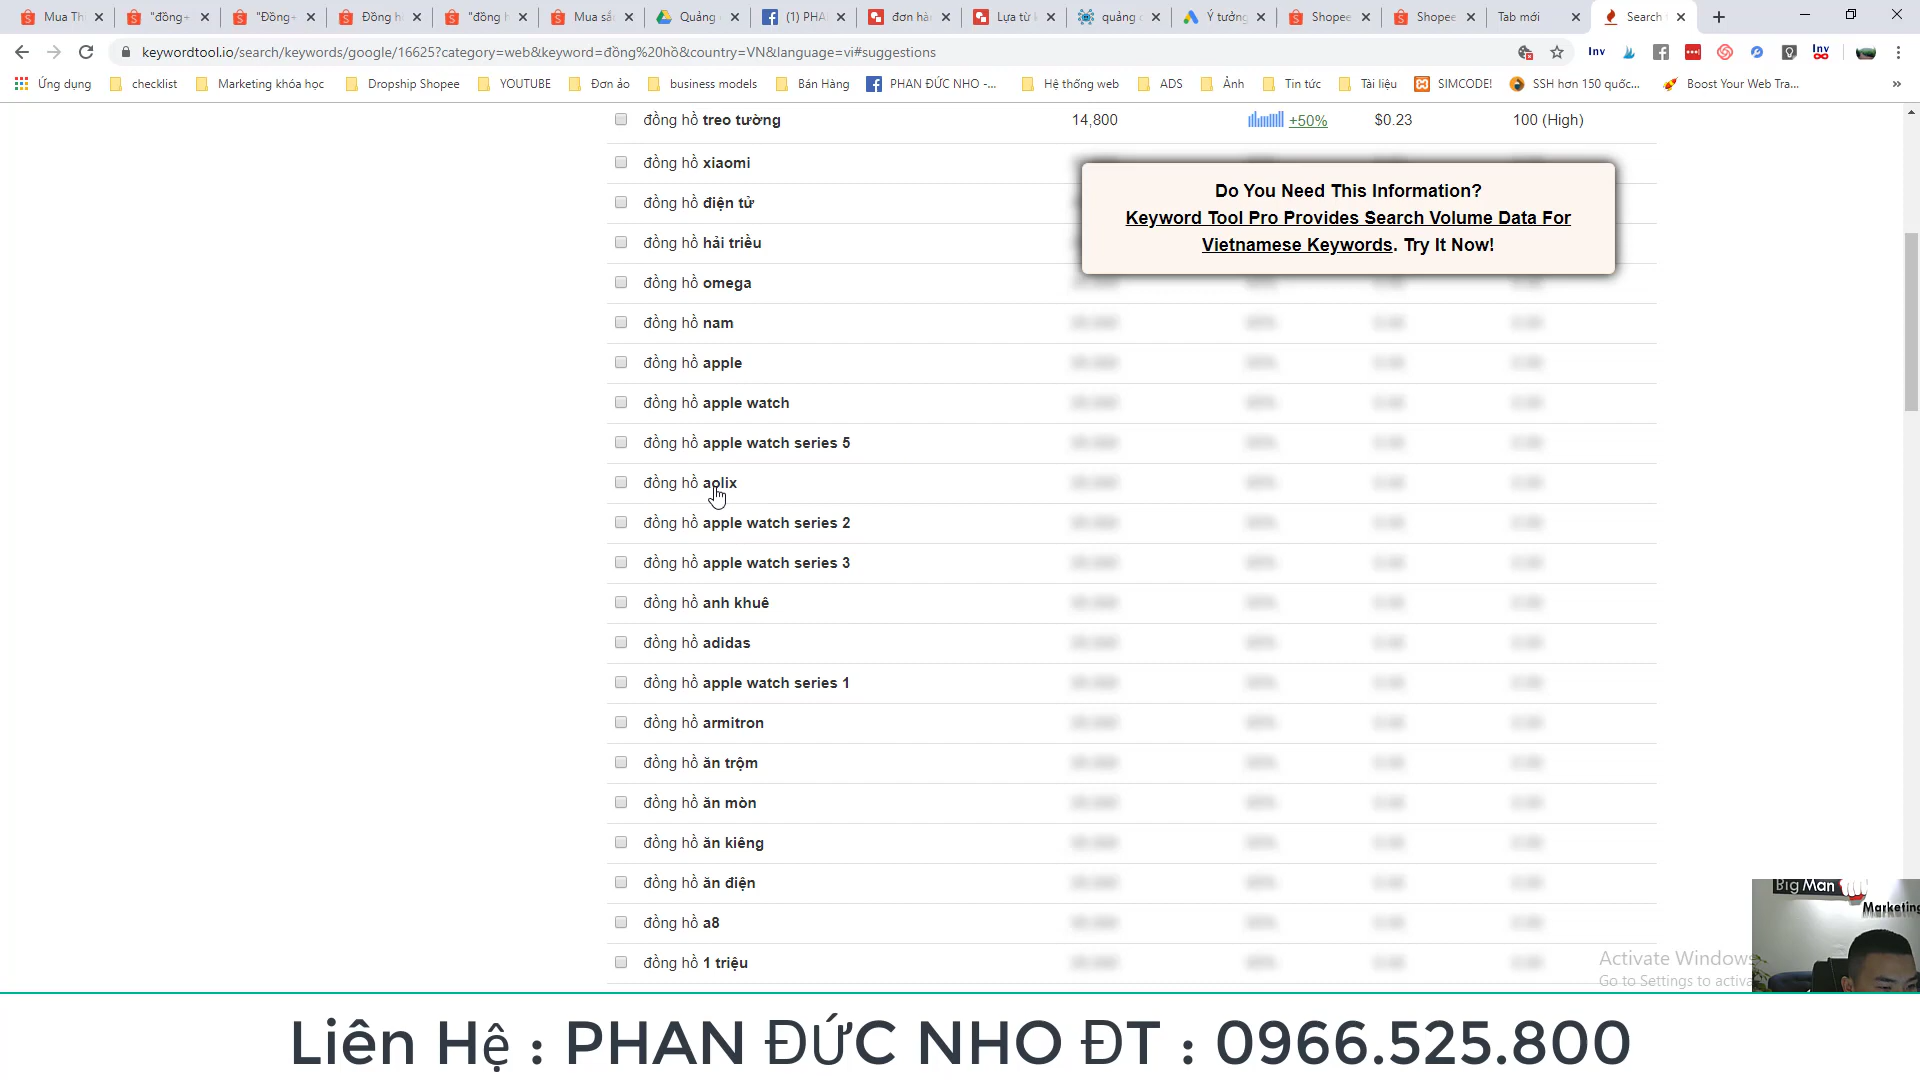 Mua Thi
"đồng+
"Đồng+
Đồng h
"đồng h
Mua sắ
Quảng
(1) PHA
đơn hà
Lựa từ k
quảng c
Ý tưởng
Shopee
Shopee
Tab mới
Search
keywordtool.io/search/keywords/google/16625?category=web&keyword=đồng%20hồ&country=VN&language=vi#suggestions
Inv
Inv
Ứng dụng
checklist
Marketing khóa học
Dropship Shopee
YOUTUBE
Đơn ảo
business models
Bán Hàng
PHAN ĐỨC NHO -...
Hệ thống web
ADS
Ảnh
Tin tức
Tài liệu
SIMCODE!
SSH hơn 150 quốc...
Boost Your Web Tra...
đồng hồ treo tường 14,800 +50% $0.23 100 (High)
đồng hồ xiaomi
đồng hồ điện tử
đồng hồ hải triều
đồng hồ omega
đồng hồ nam
đồng hồ apple
đồng hồ apple watch
đồng hồ apple watch series 5
đồng hồ aolix
đồng hồ apple watch series 2
đồng hồ apple watch series 3
đồng hồ anh khuê
đồng hồ adidas
đồng hồ apple watch series 1
đồng hồ armitron
đồng hồ ăn trộm
đồng hồ ăn mòn
đồng hồ ăn kiêng
đồng hồ ăn điện
đồng hồ a8
đồng hồ 1 triệu
Do You Need This Information?
Keyword Tool Pro Provides Search Volume Data For
Vietnamese Keywords. Try It Now!
Big Man
Marketing
Activate Windows
Go to Settings to activa
Liên Hệ : PHAN ĐỨC NHO ĐT : 0966.525.800